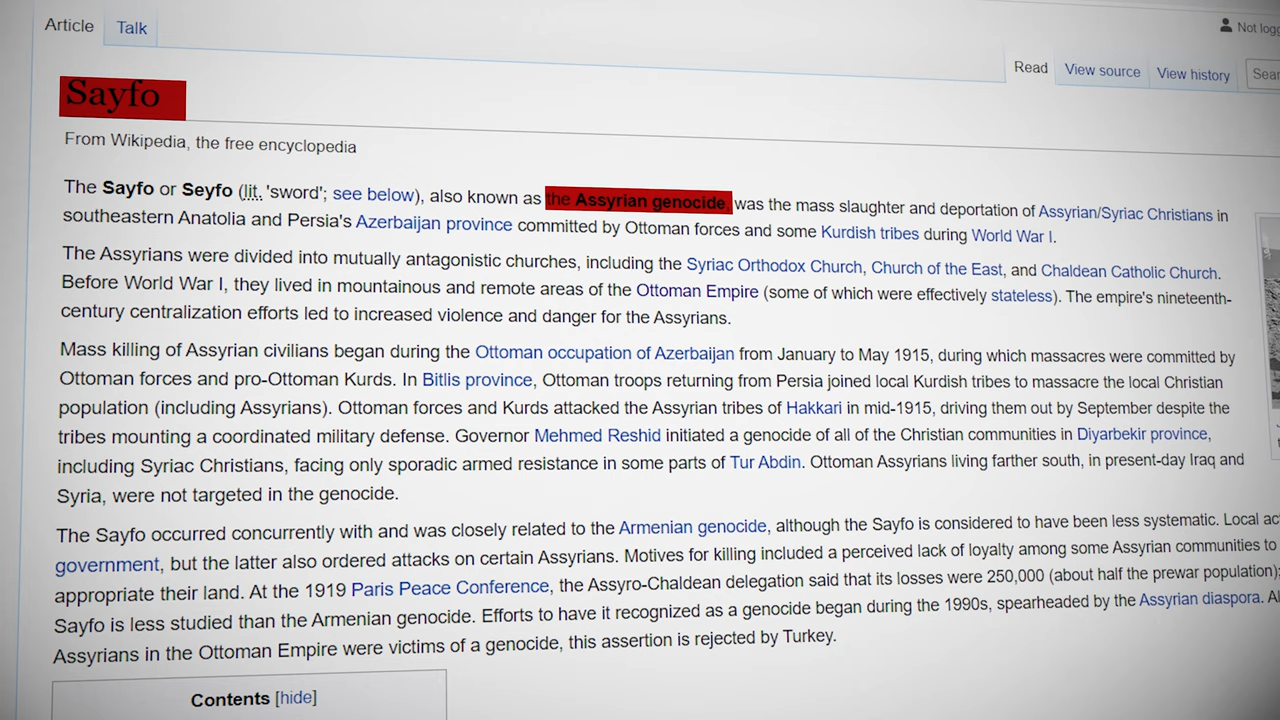 Article Talk
Not logg
Read View source View history Sear
Sayfo
From Wikipedia, the free encyclopedia
The Sayfo or Seyfo (lit. 'sword'; see below), also known as the Assyrian genocide, was the mass slaughter and deportation of Assyrian/Syriac Christians in
southeastern Anatolia and Persia's Azerbaijan province committed by Ottoman forces and some Kurdish tribes during World War I.
The Assyrians were divided into mutually antagonistic churches, including the Syriac Orthodox Church, Church of the East, and Chaldean Catholic Church.
Before World War I, they lived in mountainous and remote areas of the Ottoman Empire (some of which were effectively stateless). The empire's nineteenth-
century centralization efforts led to increased violence and danger for the Assyrians.
Mass killing of Assyrian civilians began during the Ottoman occupation of Azerbaijan from January to May 1915, during which massacres were committed by
Ottoman forces and pro-Ottoman Kurds. In Bitlis province, Ottoman troops returning from Persia joined local Kurdish tribes to massacre the local Christian
population (including Assyrians). Ottoman forces and Kurds attacked the Assyrian tribes of Hakkari in mid-1915, driving them out by September despite the
tribes mounting a coordinated military defense. Governor Mehmed Reshid initiated a genocide of all of the Christian communities in Diyarbekir province,
including Syriac Christians, facing only sporadic armed resistance in some parts of Tur Abdin. Ottoman Assyrians living farther south, in present-day Iraq and
Syria, were not targeted in the genocide.
The Sayfo occurred concurrently with and was closely related to the Armenian genocide, although the Sayfo is considered to have been less systematic. Local ac
government, but the latter also ordered attacks on certain Assyrians. Motives for killing included a perceived lack of loyalty among some Assyrian communities to
appropriate their land. At the 1919 Paris Peace Conference, the Assyro-Chaldean delegation said that its losses were 250,000 (about half the prewar population);
Sayfo is less studied than the Armenian genocide. Efforts to have it recognized as a genocide began during the 1990s, spearheaded by the Assyrian diaspora. Al
Assyrians in the Ottoman Empire were victims of a genocide, this assertion is rejected by Turkey.
Contents [hide]